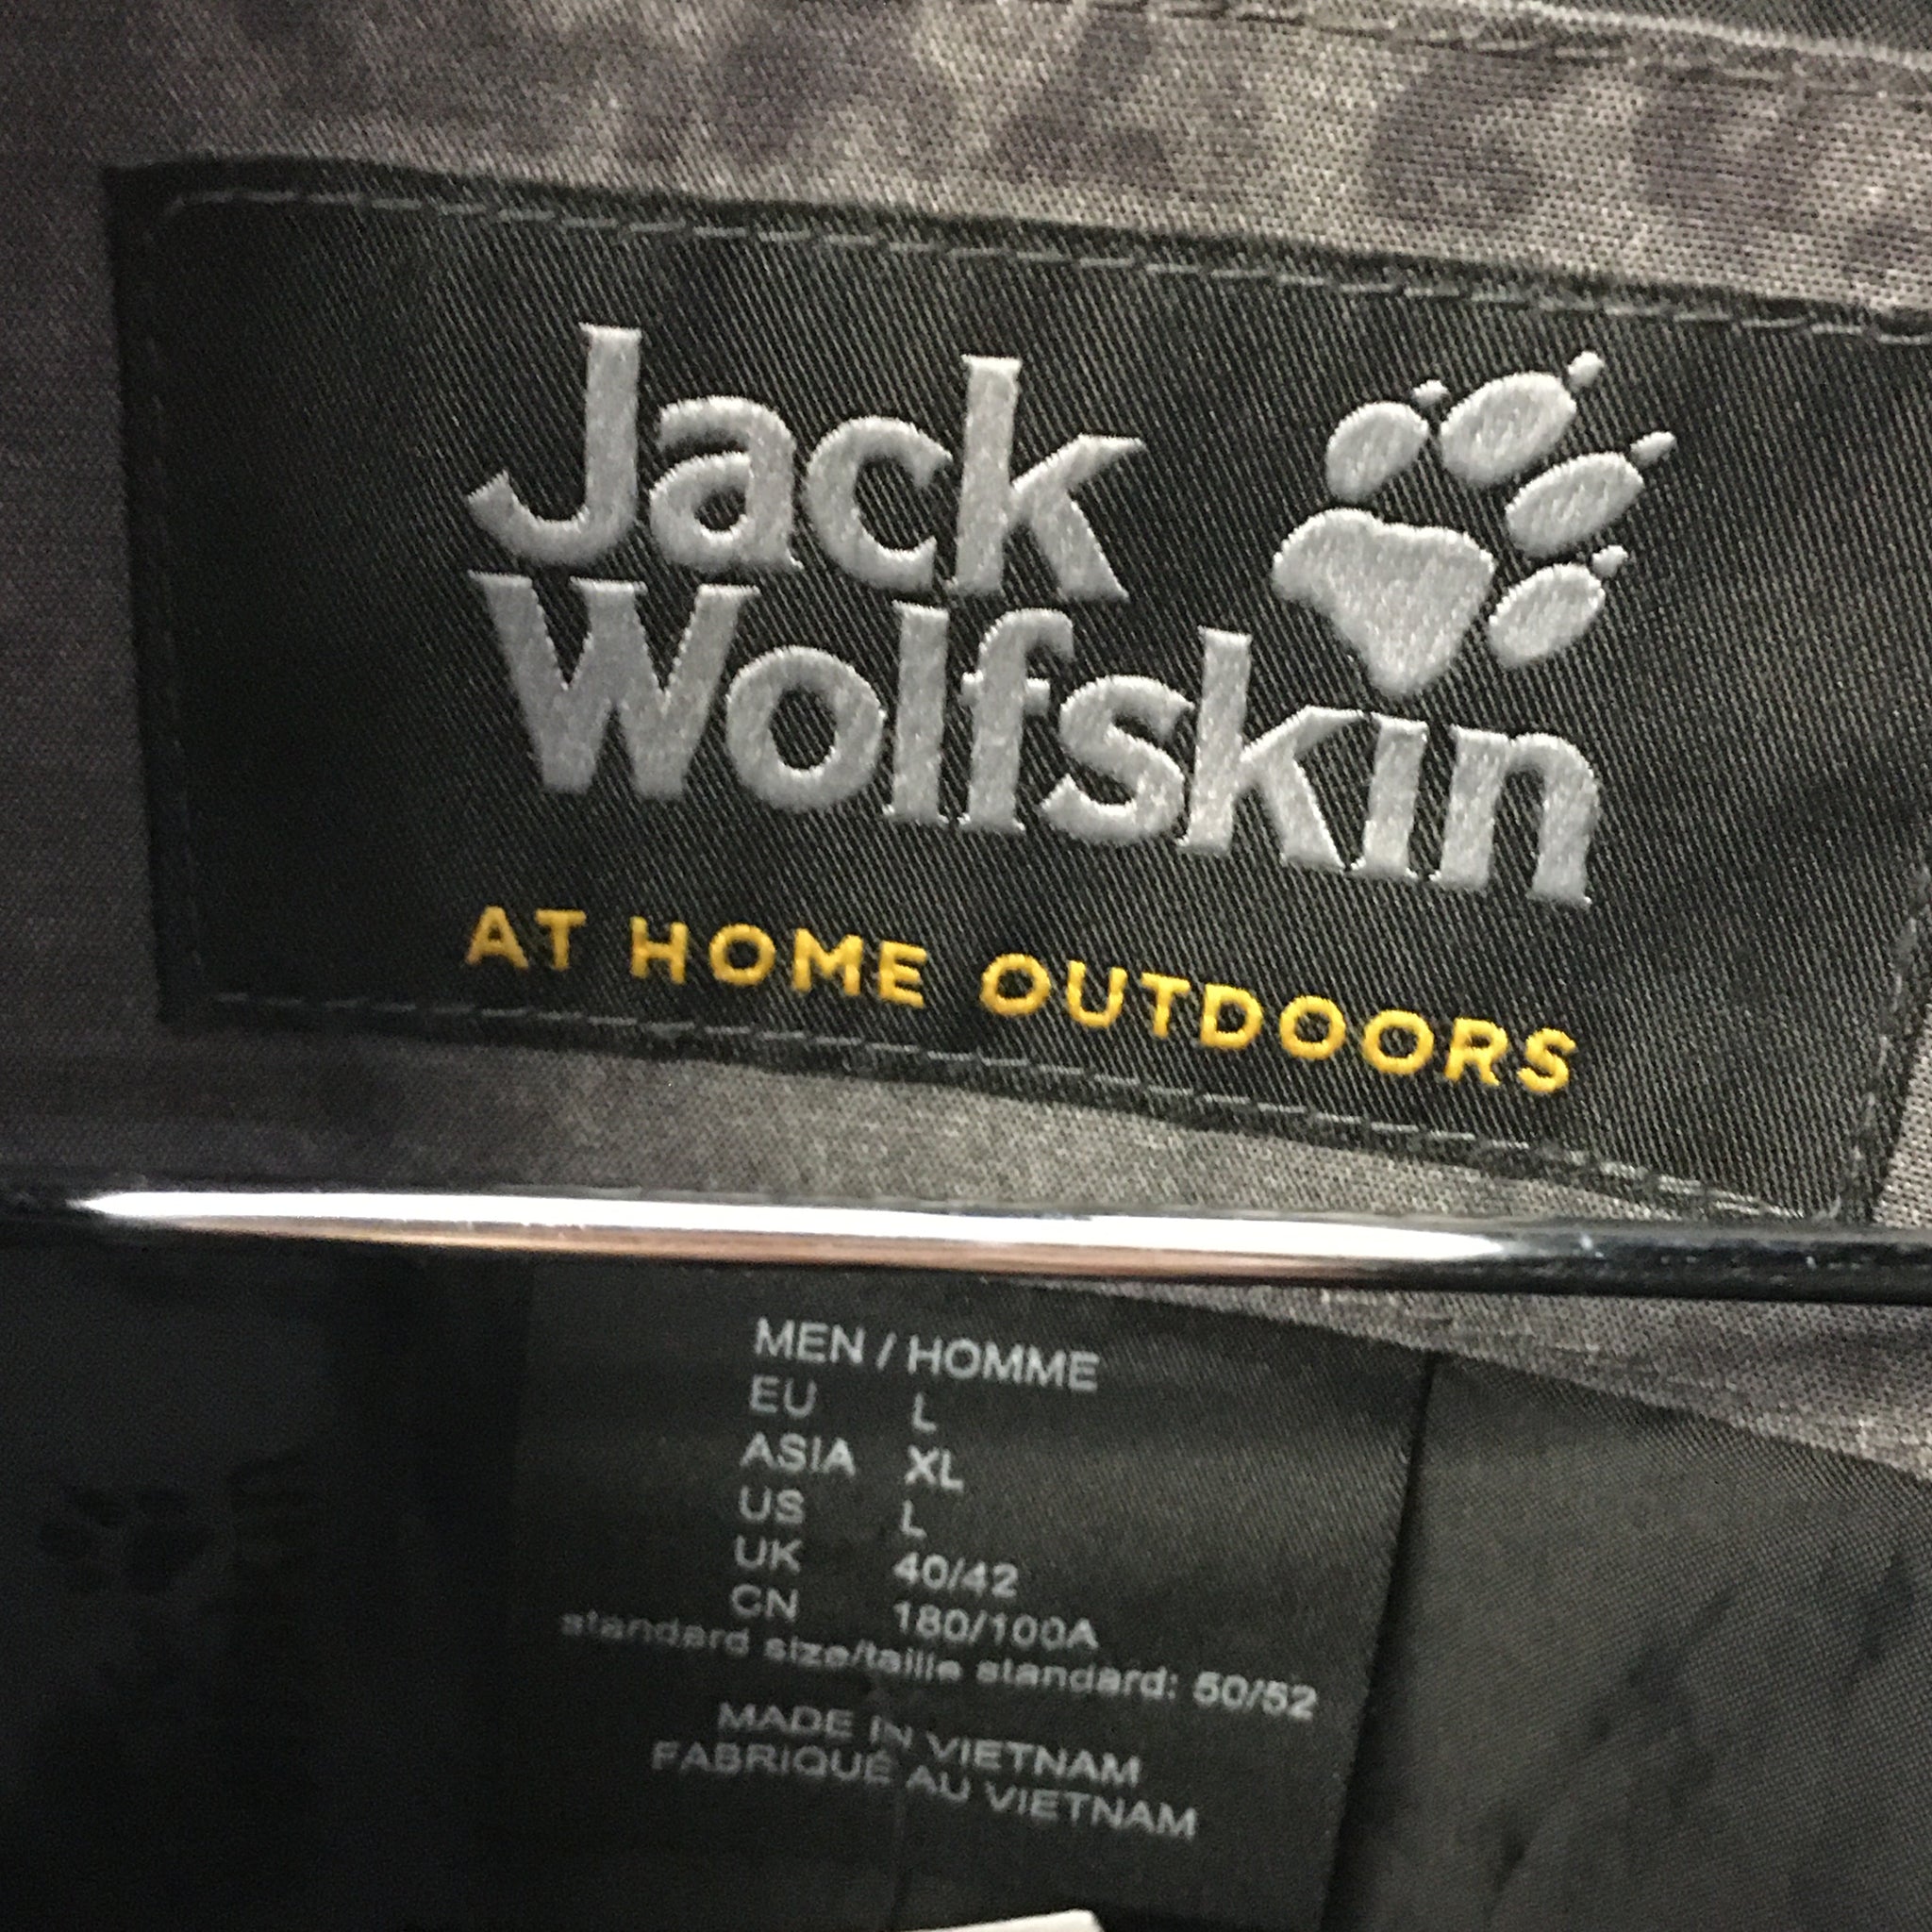 Jack
Wolfskin
AT HOME OUTDOORS
MEN / HOMME
EU L
ASIA XL
US L
UK 40/42
CN 180/100A
standard size/taille standard: 50/52
MADE IN VIETNAM
FABRIQUÉ AU VIETNAM